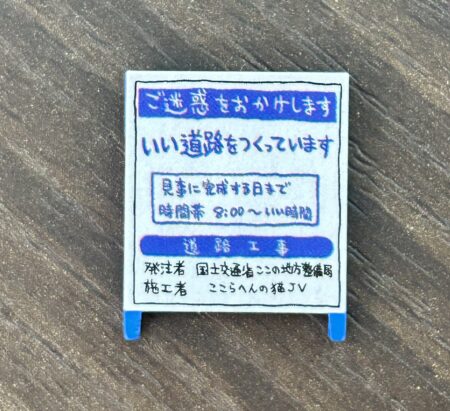 ご迷惑をおかけします
いい道路をつくっています
見事に完成する日まで
時間帯 8:00〜いい時間
道路工事
発注者 国土交通省ここの地方整備局
施工者 ここらへんの猫JV